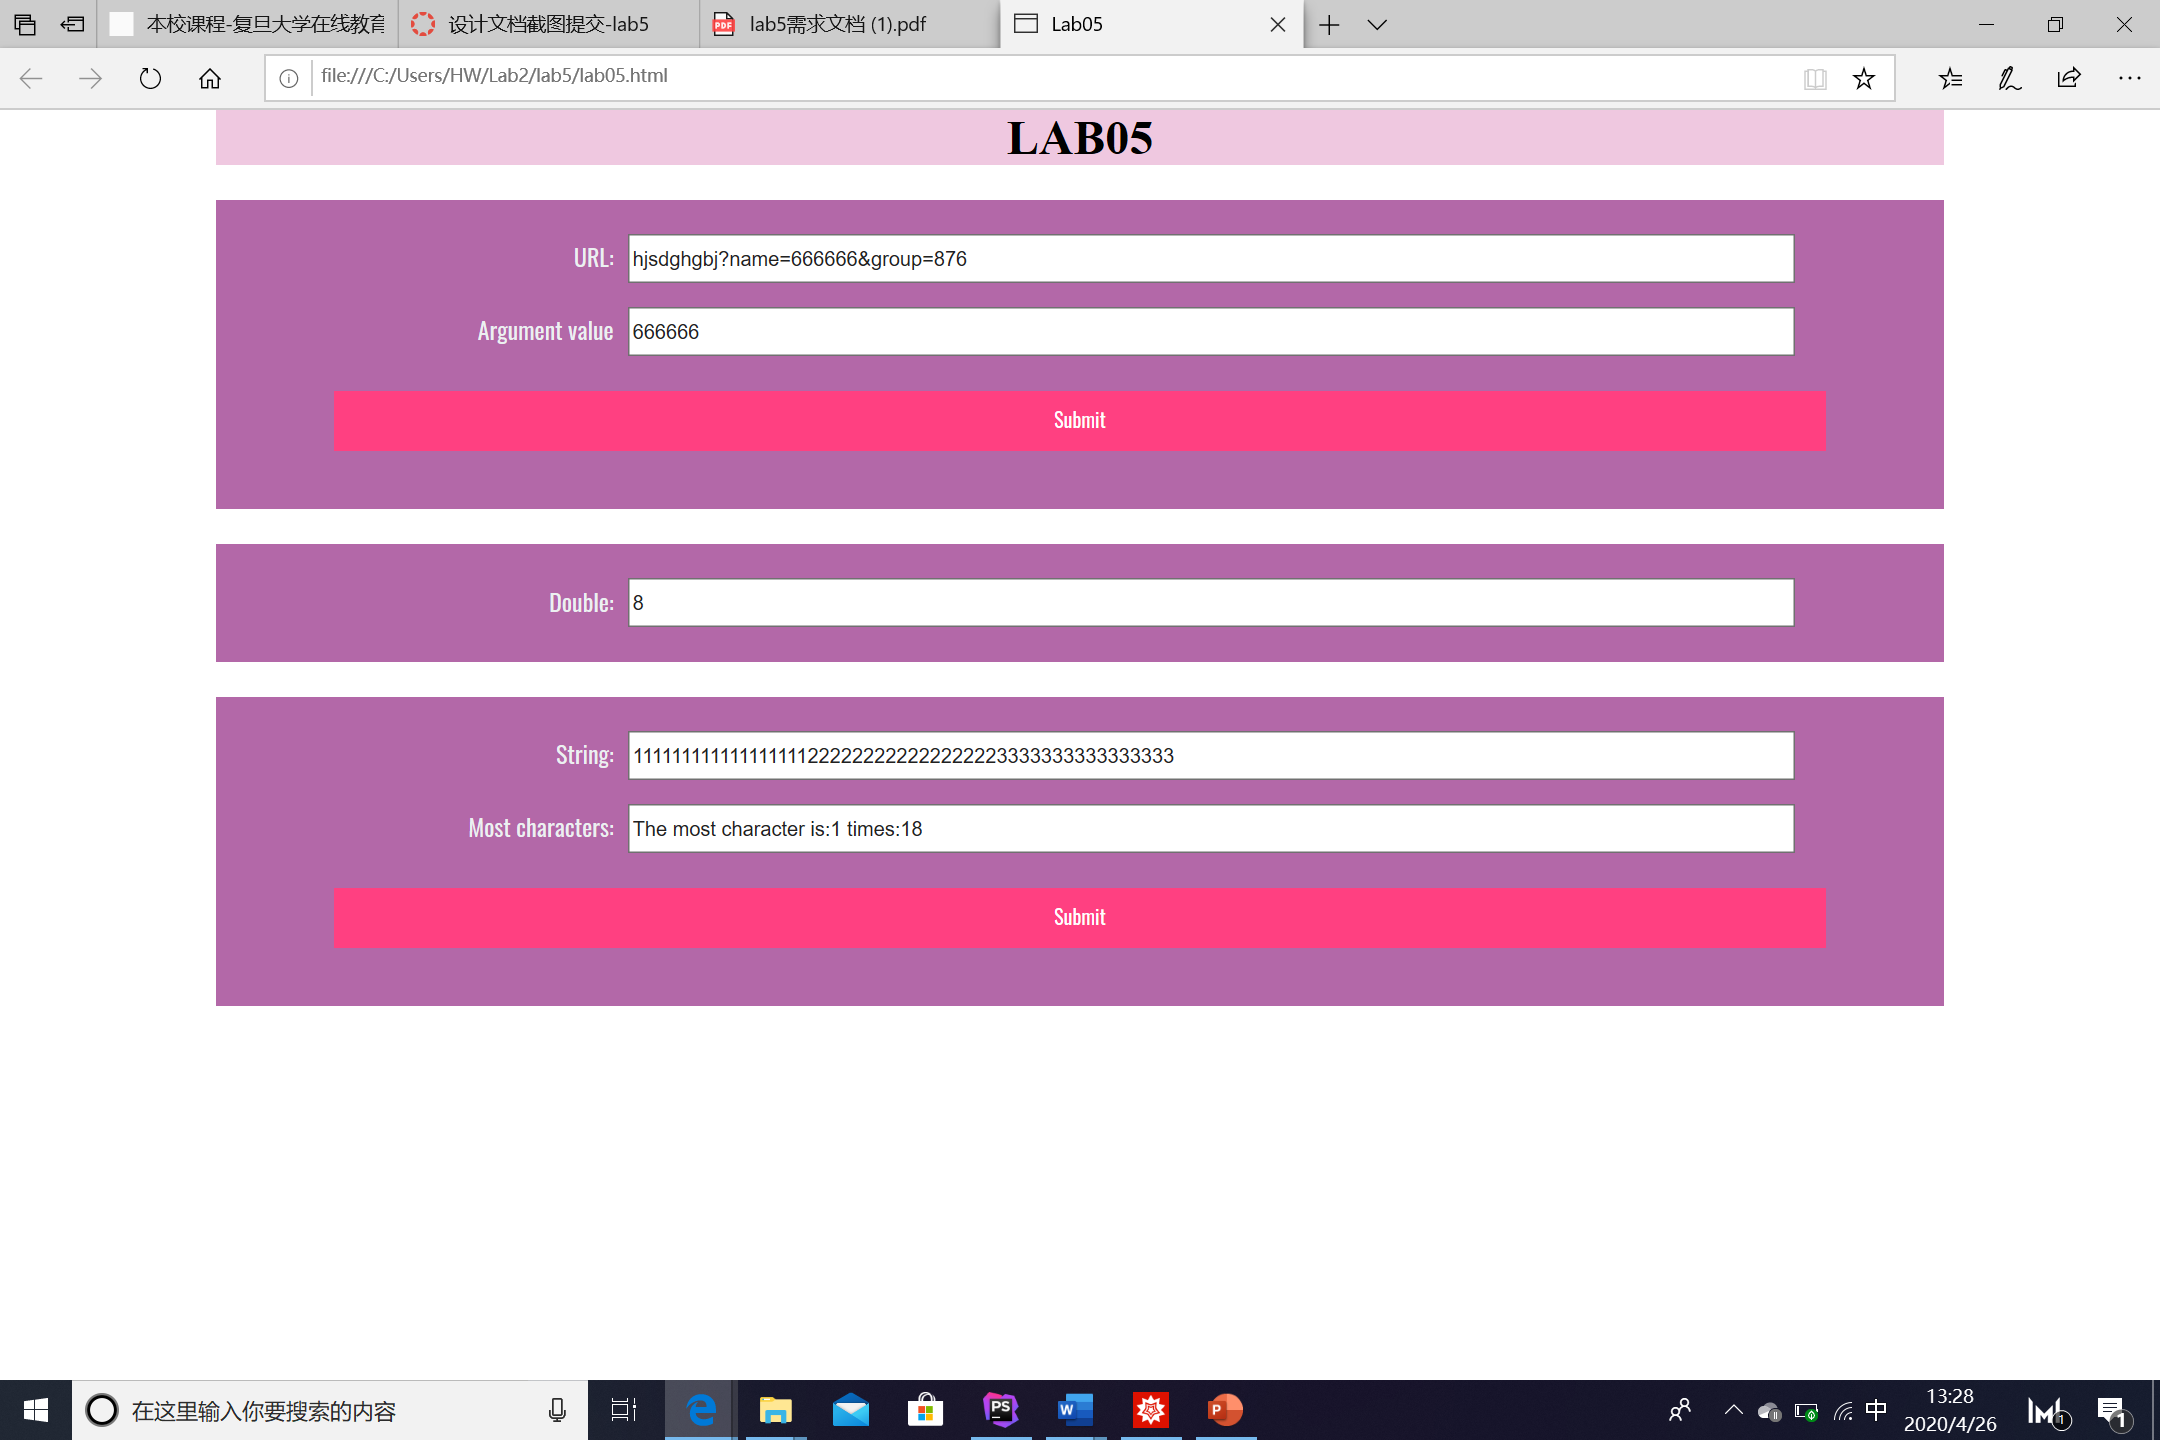 本校课程-复旦大学在线教育
设计文档截图提交-lab5
lab5需求文档 (1).pdf
Lab05
file:///C:/Users/HW/Lab2/lab5/lab05.html
LAB05
URL: hjsdghgbj?name=666666&group=876
Argument value 666666
Submit
Double: 8
String: 111111111111111111222222222222222223333333333333333
Most characters: The most character is:1 times:18
Submit
在这里输入你要搜索的内容
中
13:28
2020/4/26
1
1